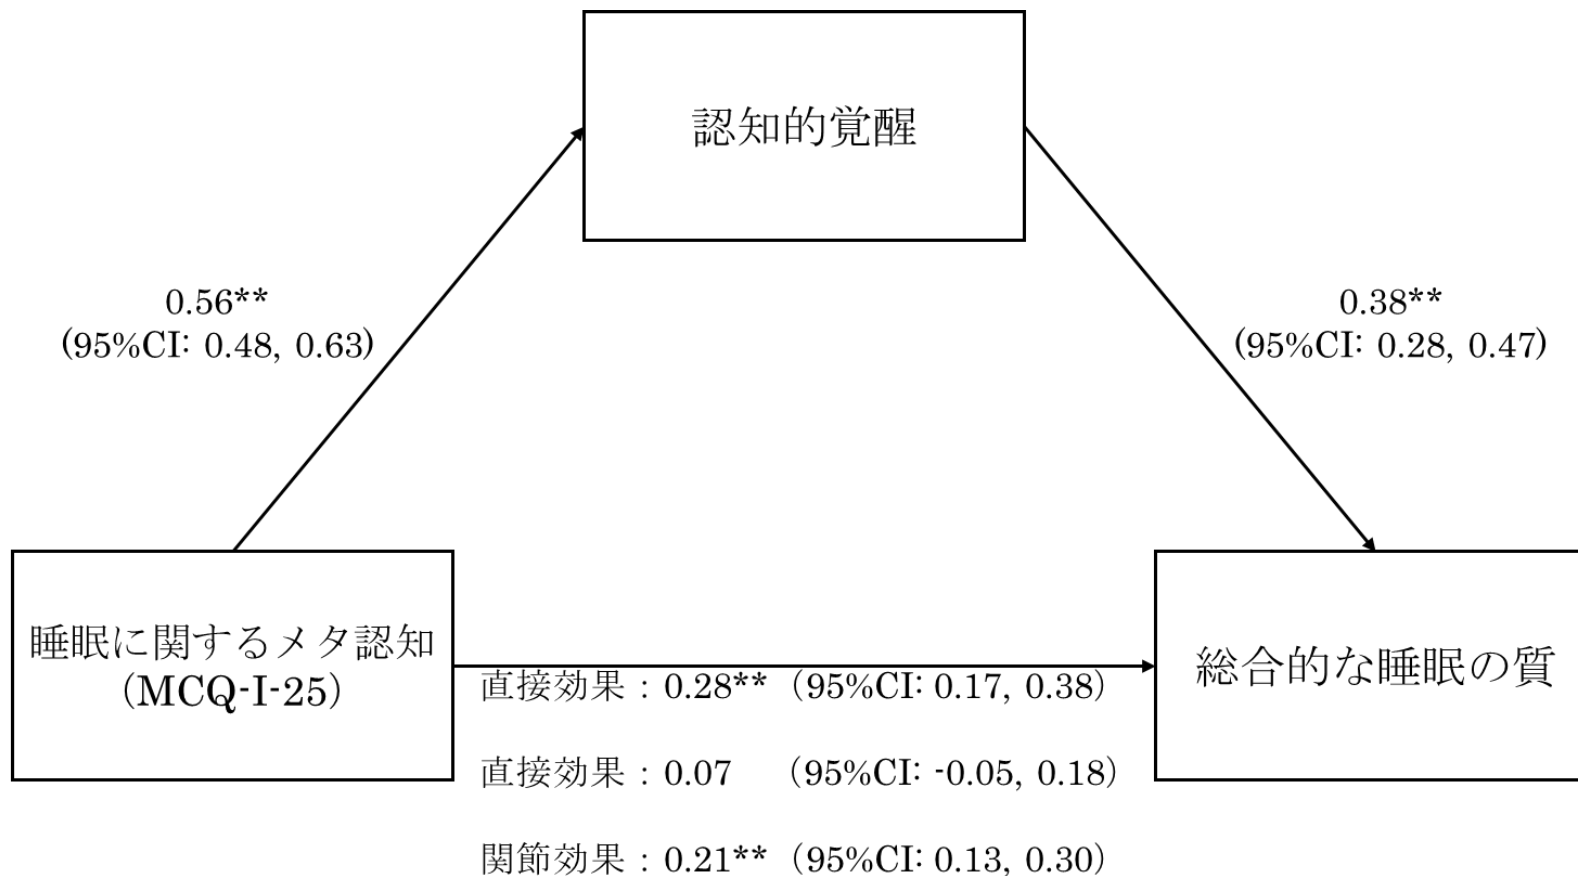 認知的覚醒
0.56**
(95%CI: 0.48, 0.63)
0.38**
(95%CI: 0.28, 0.47)
睡眠に関するメタ認知
(MCQ-I-25)
総合的な睡眠の質
直接効果：0.28**（95%CI: 0.17, 0.38）
直接効果：0.07　（95%CI: -0.05, 0.18）
関節効果：0.21**（95%CI: 0.13, 0.30）